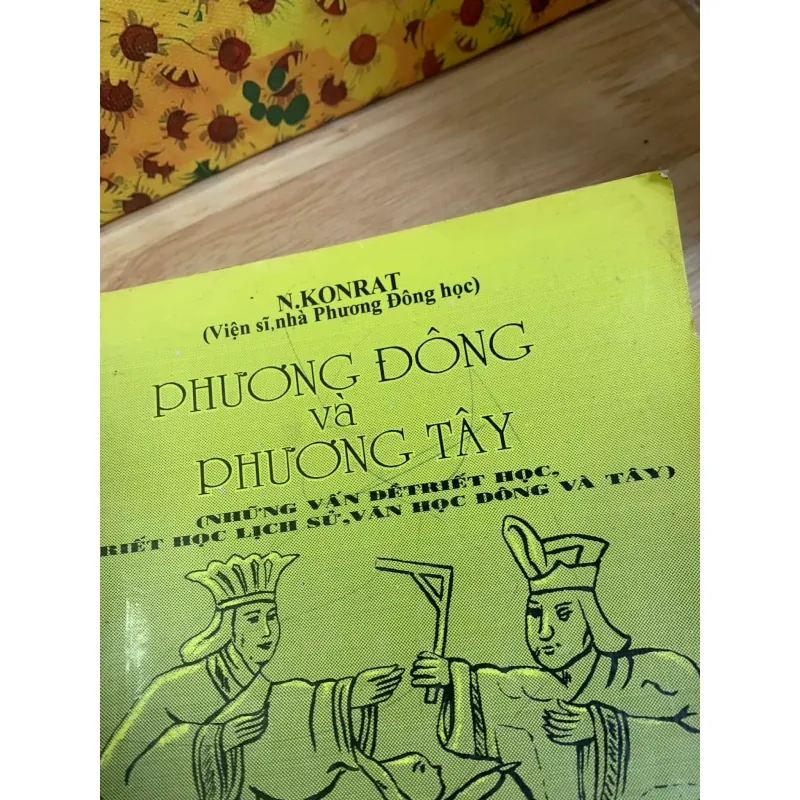 N.KONRAT
(Viện sĩ,nhà Phương Đông học)
PHƯƠNG ĐÔNG
và
PHƯƠNG TÂY
(NHỮNG VẤN ĐỀTRIẾT HỌC,
RIẾT HỌC LỊCH SỬ,VĂN HỌC ĐÔNG VÀ TÂY)